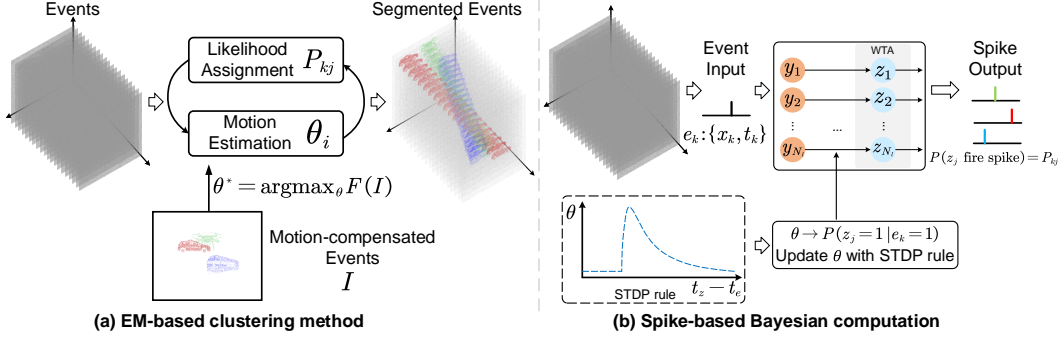 Events
Likelihood
Assignment P_{kj}
Motion
Estimation θ_i
Segmented Events
θ* = argmax_θ F(I)
Motion-compensated
Events
I
(a) EM-based clustering method
Event
Input
e_k:{x_k, t_k}
WTA
y_1 z_1
y_2 z_2
⋮ ... ⋮
y_{N_i} z_{N_i}
Spike
Output
P(z_j fire spike) = P_{kj}
θ
STDP rule
t_z − t_e
θ → P(z_j = 1 | e_k = 1)
Update θ with STDP rule
(b) Spike-based Bayesian computation